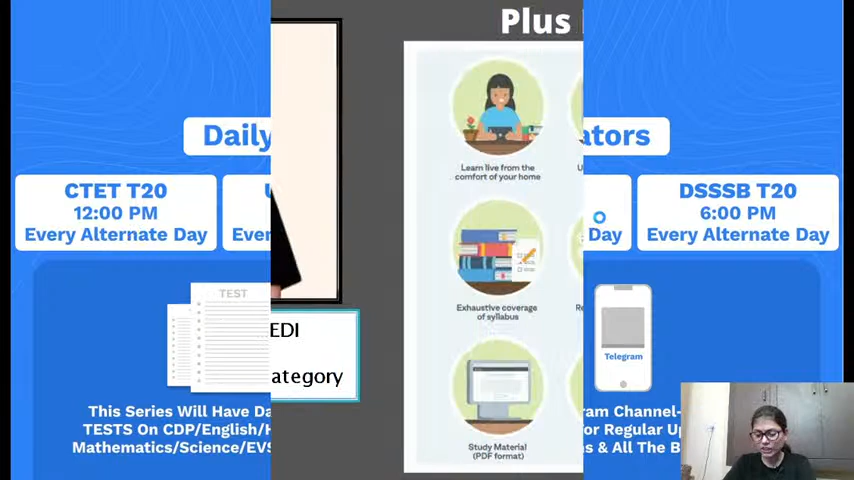 Plus
Daily
ators
CTET T20
12:00 PM
Every Alternate Day
Day
DSSSB T20
6:00 PM
Every Alternate Day
Learn live from the
comfort of your home
TEST
Exhaustive coverage
of syllabus
EDI
ategory
Telegram
Study Material
(PDF format)
This Series Will Have Da
TESTS On CDP/English/H
Mathematics/Science/EVS
ram Channel-
or Regular Up
s & All The B